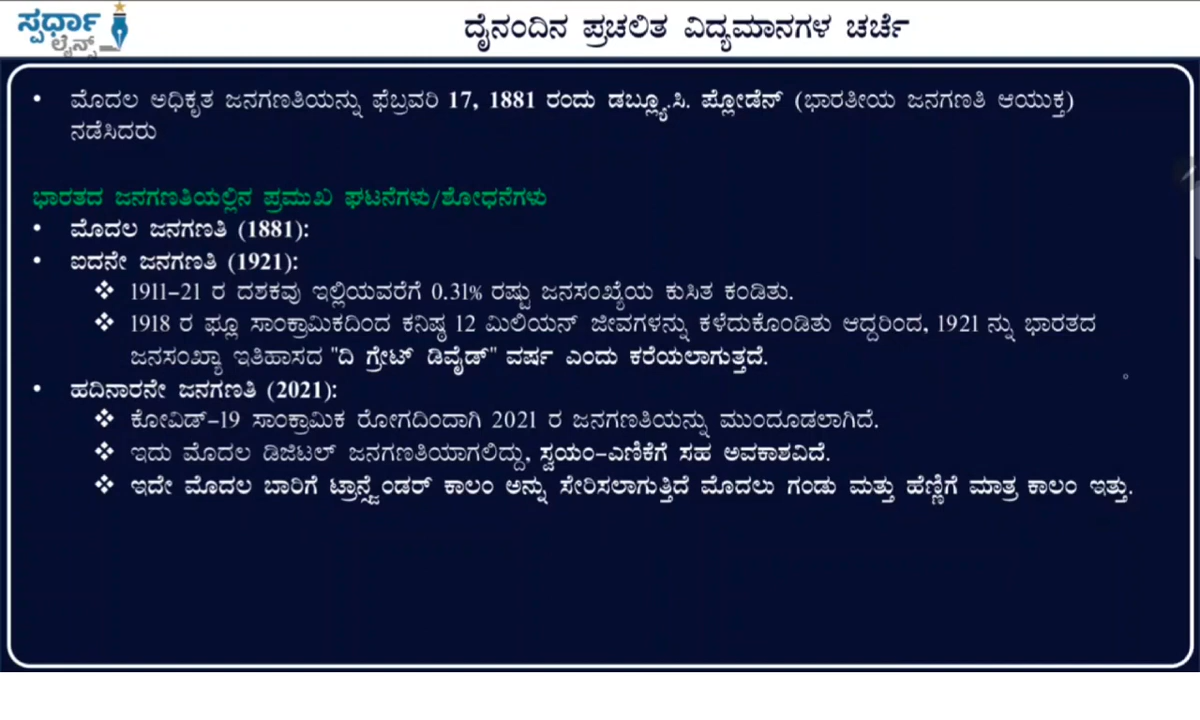 ಸ್ಪರ್ಧಾ
ಲೈನ್ಸ್
ದೈನಂದಿನ ಪ್ರಚಲಿತ ವಿದ್ಯಮಾನಗಳ ಚರ್ಚೆ
• ಮೊದಲ ಅಧಿಕೃತ ಜನಗಣತಿಯನ್ನು ಫೆಬ್ರವರಿ 17, 1881 ರಂದು ಡಬ್ಲ್ಯೂ.ಸಿ. ಪ್ಲೋಡೆನ್ (ಭಾರತೀಯ ಜನಗಣತಿ ಆಯುಕ್ತ)
ನಡೆಸಿದರು
ಭಾರತದ ಜನಗಣತಿಯಲ್ಲಿನ ಪ್ರಮುಖ ಘಟನೆಗಳು/ಶೋಧನೆಗಳು
• ಮೊದಲ ಜನಗಣತಿ (1881):
• ಐದನೇ ಜನಗಣತಿ (1921):
❖ 1911-21 ರ ದಶಕವು ಇಲ್ಲಿಯವರೆಗೆ 0.31% ರಷ್ಟು ಜನಸಂಖ್ಯೆಯ ಕುಸಿತ ಕಂಡಿತು.
❖ 1918 ರ ಫ್ಲೂ ಸಾಂಕ್ರಾಮಿಕದಿಂದ ಕನಿಷ್ಠ 12 ಮಿಲಿಯನ್ ಜೀವಗಳನ್ನು ಕಳೆದುಕೊಂಡಿತು ಆದ್ದರಿಂದ, 1921 ನ್ನು ಭಾರತದ
ಜನಸಂಖ್ಯಾ ಇತಿಹಾಸದ "ದಿ ಗ್ರೇಟ್ ಡಿವೈಡ್" ವರ್ಷ ಎಂದು ಕರೆಯಲಾಗುತ್ತದೆ.
• ಹದಿನಾರನೇ ಜನಗಣತಿ (2021):
❖ ಕೋವಿಡ್-19 ಸಾಂಕ್ರಾಮಿಕ ರೋಗದಿಂದಾಗಿ 2021 ರ ಜನಗಣತಿಯನ್ನು ಮುಂದೂಡಲಾಗಿದೆ.
❖ ಇದು ಮೊದಲ ಡಿಜಿಟಲ್ ಜನಗಣತಿಯಾಗಲಿದ್ದು, ಸ್ವಯಂ-ಎಣಿಕೆಗೆ ಸಹ ಅವಕಾಶವಿದೆ.
❖ ಇದೇ ಮೊದಲ ಬಾರಿಗೆ ಟ್ರಾನ್ಸ್ಜೆಂಡರ್ ಕಾಲಂ ಅನ್ನು ಸೇರಿಸಲಾಗುತ್ತಿದೆ ಮೊದಲು ಗಂಡು ಮತ್ತು ಹೆಣ್ಣಿಗೆ ಮಾತ್ರ ಕಾಲಂ ಇತ್ತು.